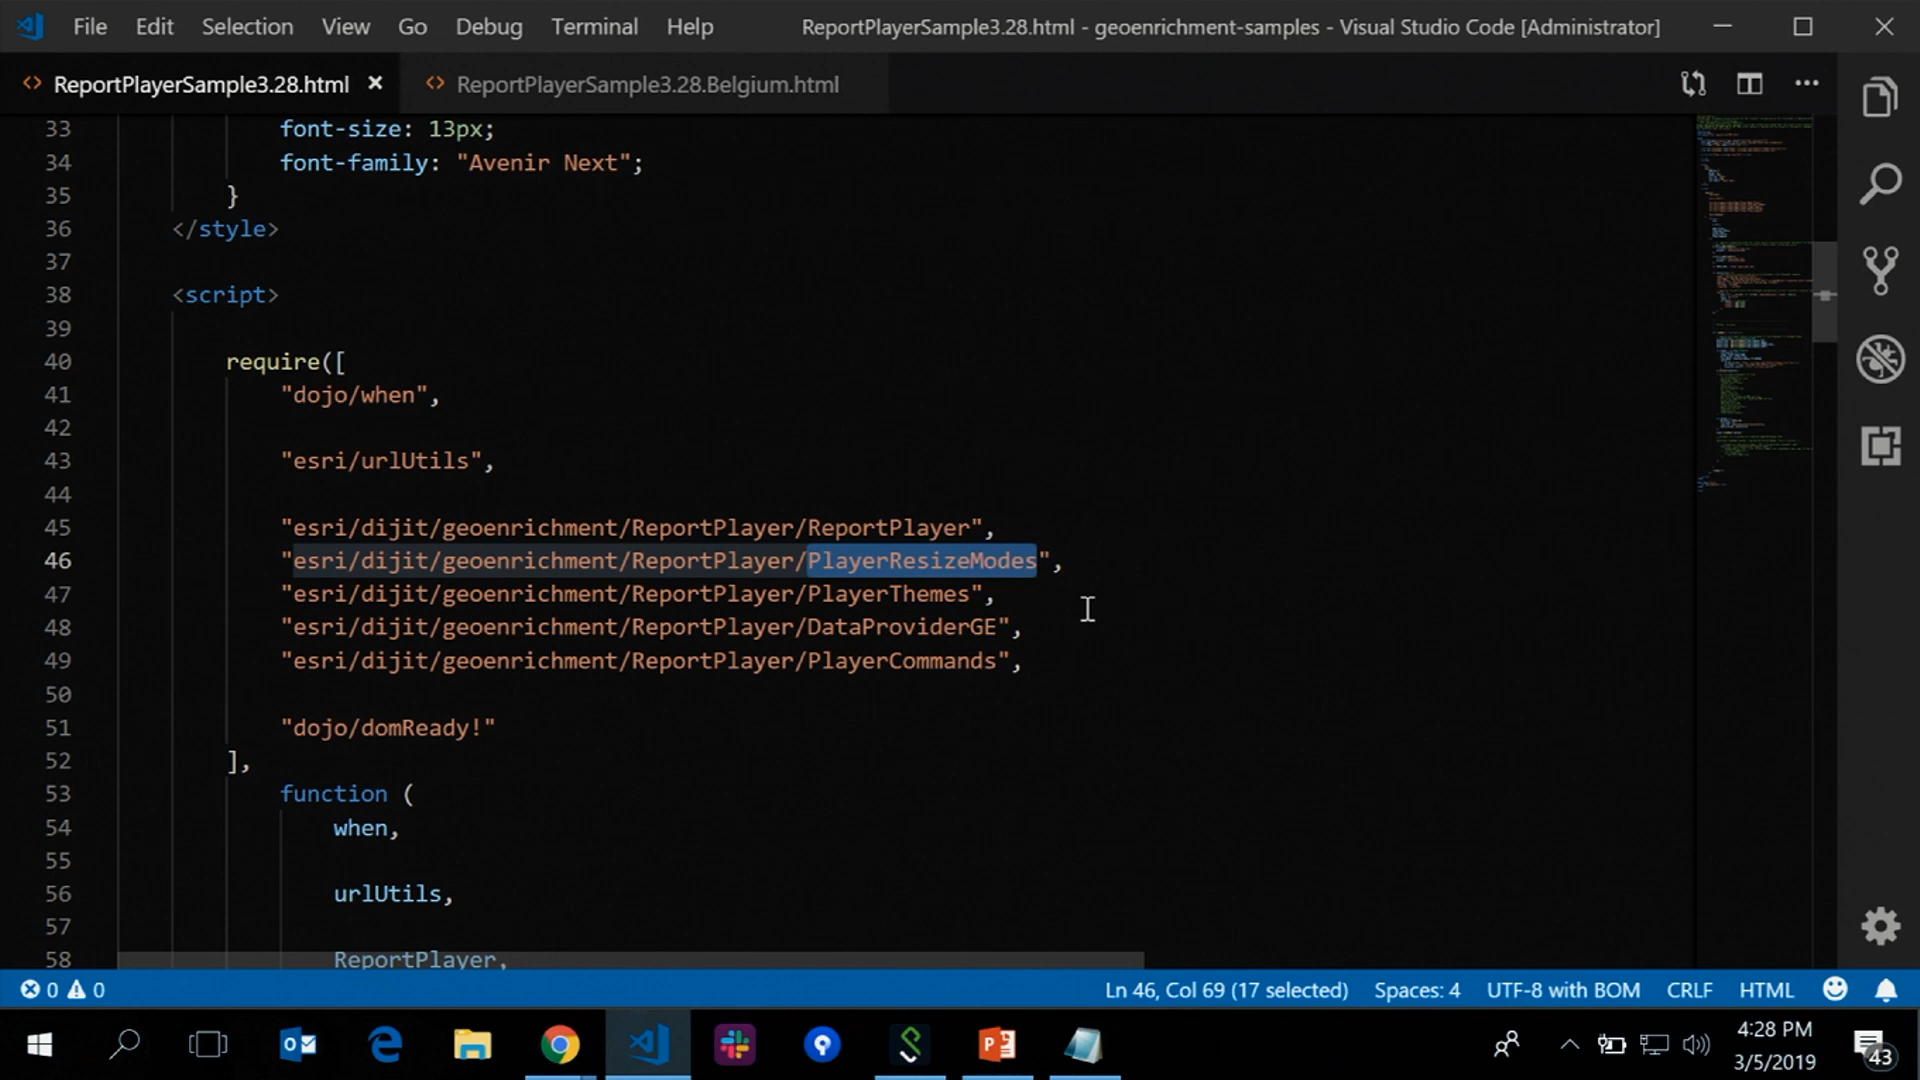 File Edit Selection View Go Debug Terminal Help ReportPlayerSample3.28.html - geoenrichment-samples - Visual Studio Code [Administrator]
<> ReportPlayerSample3.28.html × <> ReportPlayerSample3.28.Belgium.html
33 font-size: 13px;
34 font-family: "Avenir Next";
35 }
36 </style>
37
38 <script>
39
40 require([
41 "dojo/when",
42
43 "esri/urlUtils",
44
45 "esri/dijit/geoenrichment/ReportPlayer/ReportPlayer",
46 "esri/dijit/geoenrichment/ReportPlayer/PlayerResizeModes",
47 "esri/dijit/geoenrichment/ReportPlayer/PlayerThemes",
48 "esri/dijit/geoenrichment/ReportPlayer/DataProviderGE",
49 "esri/dijit/geoenrichment/ReportPlayer/PlayerCommands",
50
51 "dojo/domReady!"
52 ],
53 function (
54 when,
55
56 urlUtils,
57
58 ReportPlayer,
0 0 Ln 46, Col 69 (17 selected) Spaces: 4 UTF-8 with BOM CRLF HTML
4:28 PM
3/5/2019
43